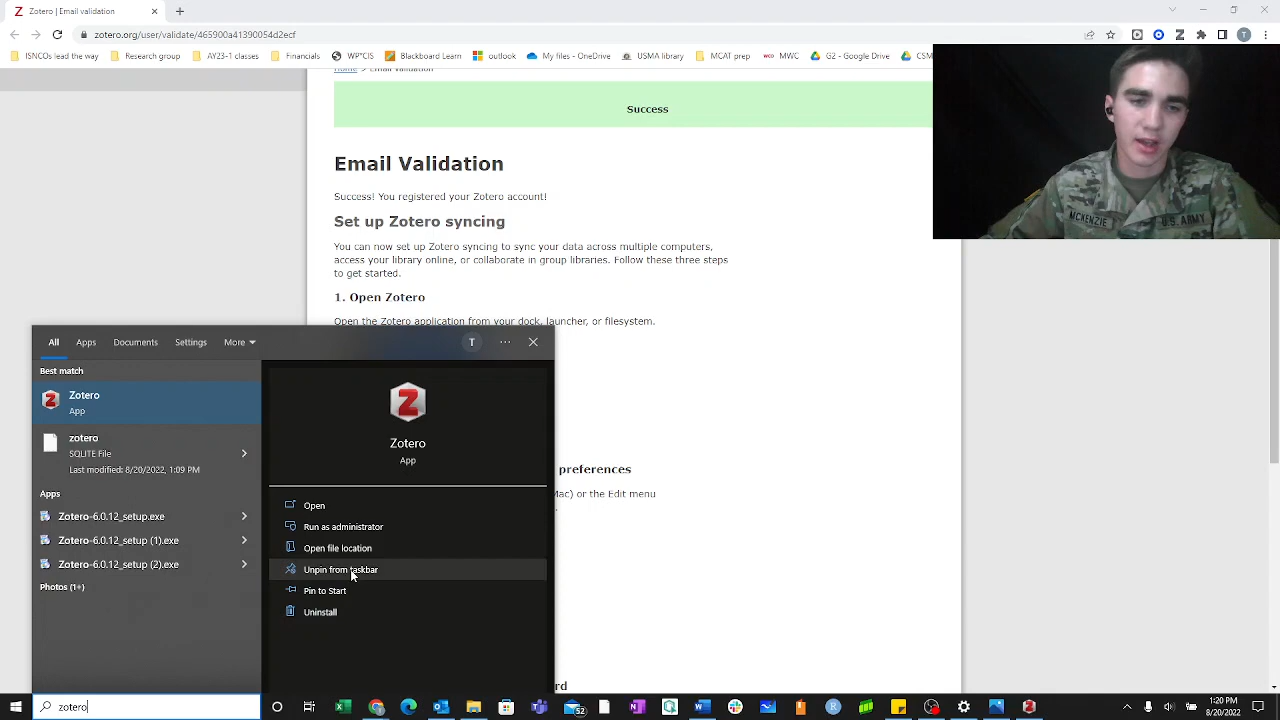 Zotero | Email validation
zotero.org/user/validate/465900a41390054d2ecf
T
ISNCOs lead the way
Research group
AY23-1 classes
Financials
WP*CIS
Blackboard Learn
outlook
My files - OneDrive
USMA library
MCAT prep
MWC
G2 - Google Drive
CSM
Home > Email Validation
Success
Email Validation
Success! You registered your Zotero account!
Set up Zotero syncing
You can now set up Zotero syncing to sync your data across multiple computers,
access your library online, or collaborate in group libraries. Follow these three steps
to get started.
1. Open Zotero
Open the Zotero application from your dock, launcher, or filesystem.
preferences
Mac) or the Edit menu
rd
MCKENZIE
U.S. ARMY
All
Apps
Documents
Settings
More
T
Best match
Zotero
App
zotero
SQLITE File
Last modified: 8/20/2022, 1:09 PM
Apps
Zotero-6.0.12_setup.exe
Zotero-6.0.12_setup (1).exe
Zotero-6.0.12_setup (2).exe
Photos (1+)
Z
Zotero
App
Open
Run as administrator
Open file location
Unpin from taskbar
Pin to Start
Uninstall
zotero
22
1:20 PM
8/20/2022